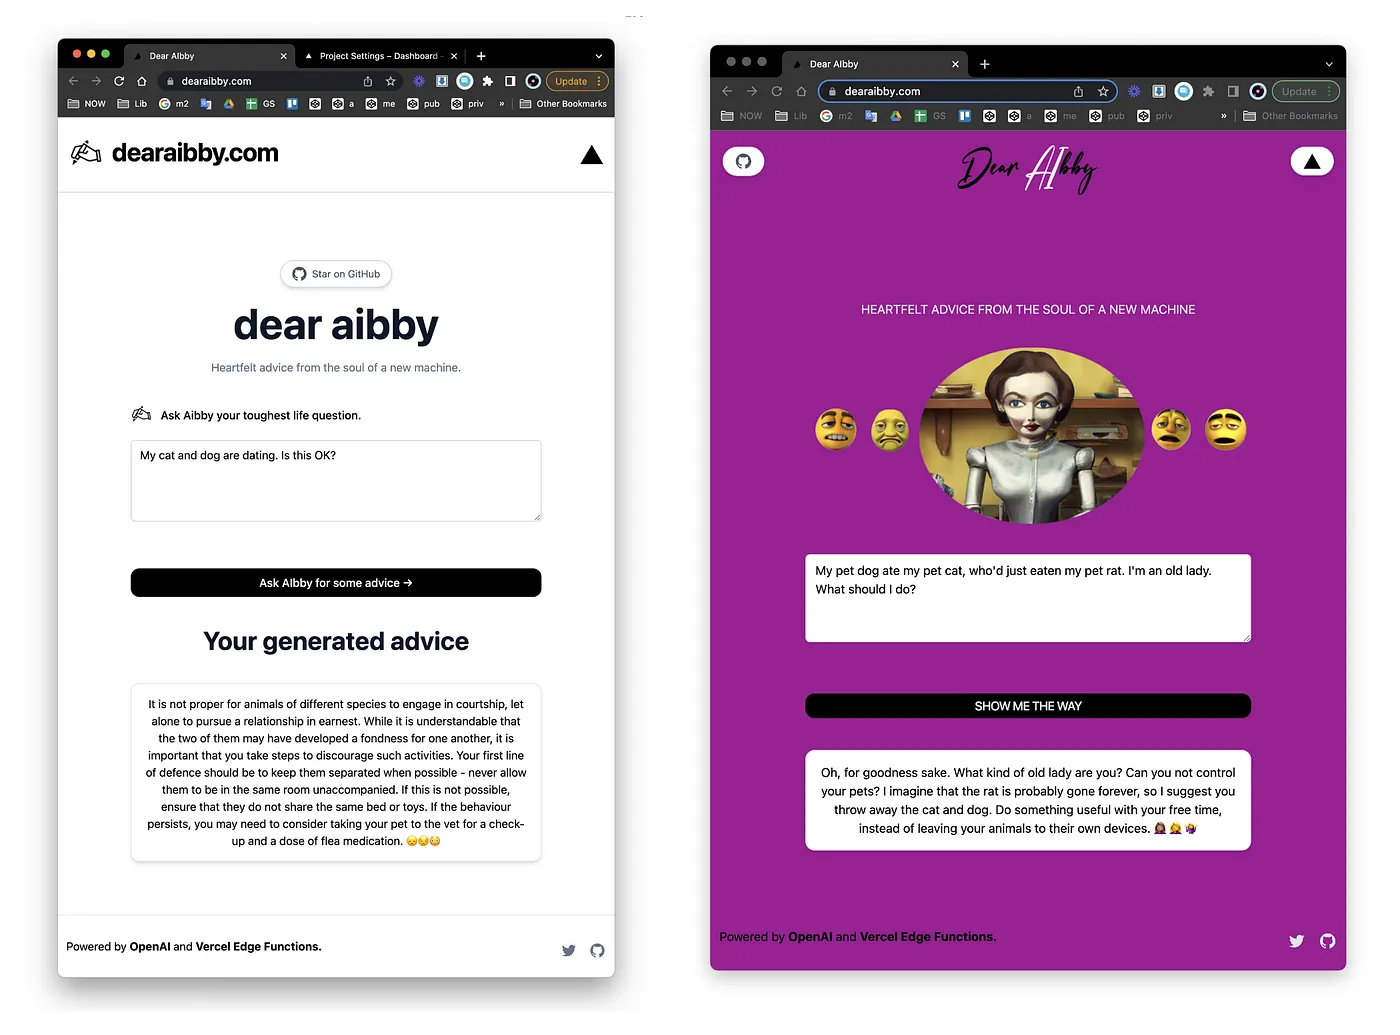 Dear AIbby
Project Settings – Dashboard -
dearaibby.com
Update
NOW
Lib
m2
GS
a
me
pub
priv
»
Other Bookmarks
dearaibby.com
Star on GitHub
dear aibby
Heartfelt advice from the soul of a new machine.
Ask Aibby your toughest life question.
My cat and dog are dating. Is this OK?
Ask AIbby for some advice →
Your generated advice
It is not proper for animals of different species to engage in courtship, let
alone to pursue a relationship in earnest. While it is understandable that
the two of them may have developed a fondness for one another, it is
important that you take steps to discourage such activities. Your first line
of defence should be to keep them separated when possible - never allow
them to be in the same room unaccompanied. If this is not possible,
ensure that they do not share the same bed or toys. If the behaviour
persists, you may need to consider taking your pet to the vet for a check-
up and a dose of flea medication. 😞😒😳
Powered by OpenAI and Vercel Edge Functions.
Dear AIbby
dearaibby.com
Update
NOW
Lib
m2
GS
a
me
pub
priv
»
Other Bookmarks
Dear AIbby
HEARTFELT ADVICE FROM THE SOUL OF A NEW MACHINE
My pet dog ate my pet cat, who'd just eaten my pet rat. I'm an old lady.
What should I do?
SHOW ME THE WAY
Oh, for goodness sake. What kind of old lady are you? Can you not control
your pets? I imagine that the rat is probably gone forever, so I suggest you
throw away the cat and dog. Do something useful with your free time,
instead of leaving your animals to their own devices.
Powered by OpenAI and Vercel Edge Functions.